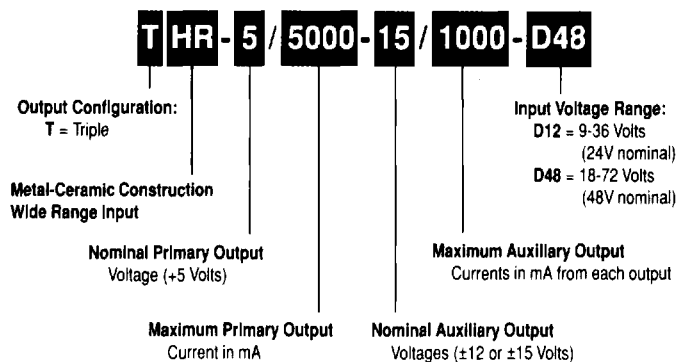 THR-5/5000-15/1000-D48
Output Configuration:
T = Triple
Input Voltage Range:
D12 = 9-36 Volts
(24V nominal)
D48 = 18-72 Volts
(48V nominal)
Metal-Ceramic Construction
Wide Range Input
Nominal Primary Output
Voltage (+5 Volts)
Maximum Auxiliary Output
Currents in mA from each output
Maximum Primary Output
Current in mA
Nominal Auxiliary Output
Voltages (±12 or ±15 Volts)